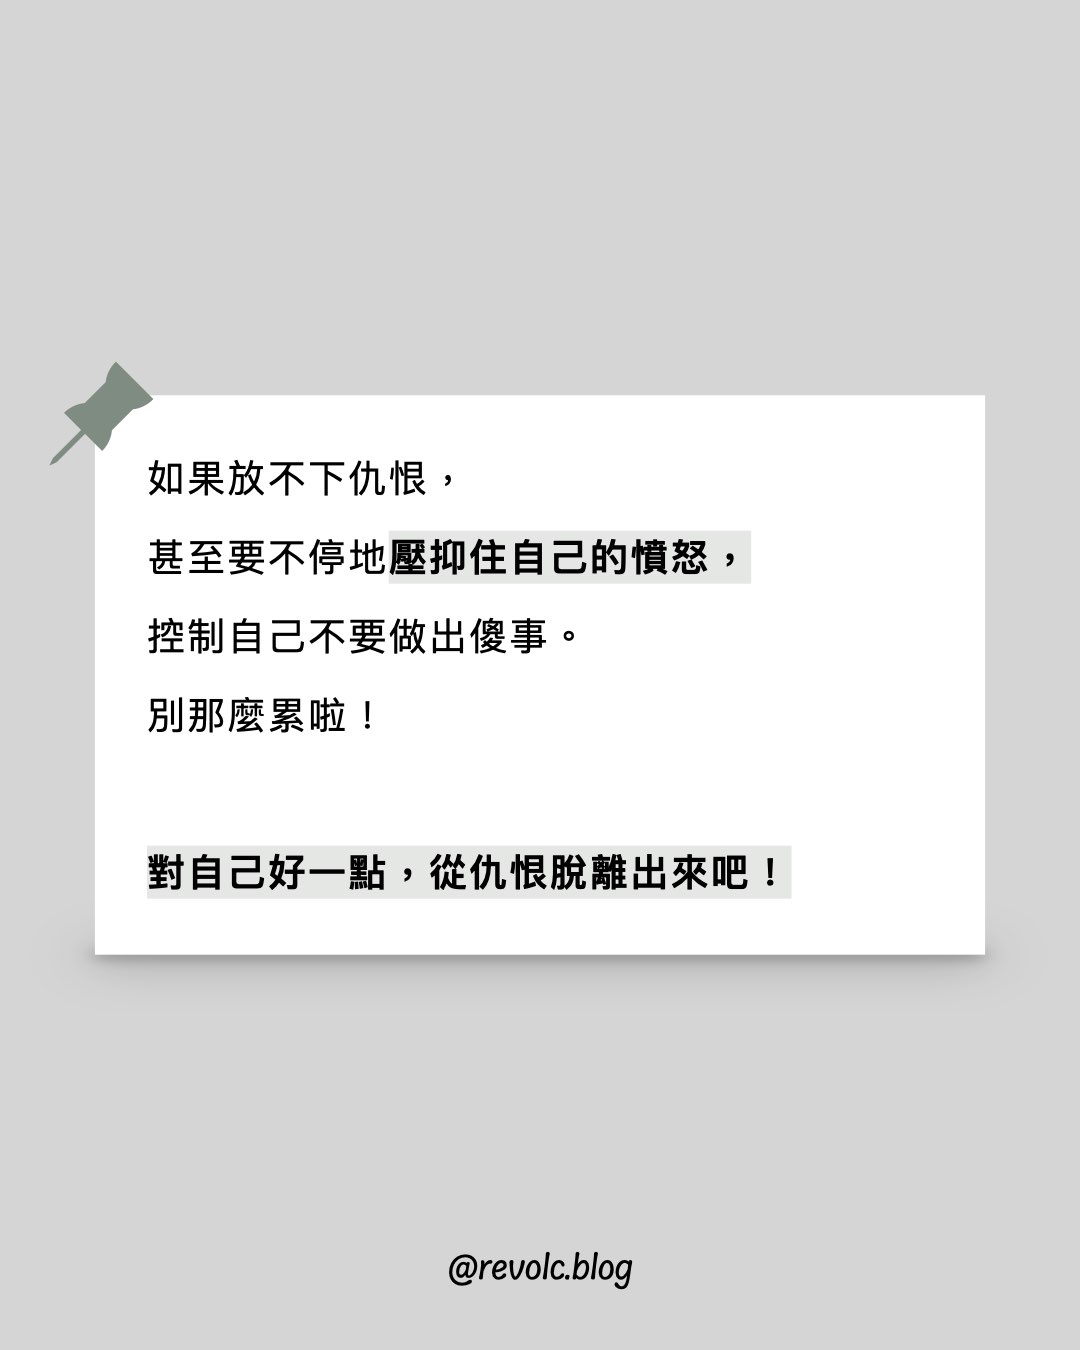 如果放不下仇恨，
甚至要不停地壓抑住自己的憤怒，
控制自己不要做出傻事。
別那麼累啦！
對自己好一點，從仇恨脫離出來吧！
@revolc.blog